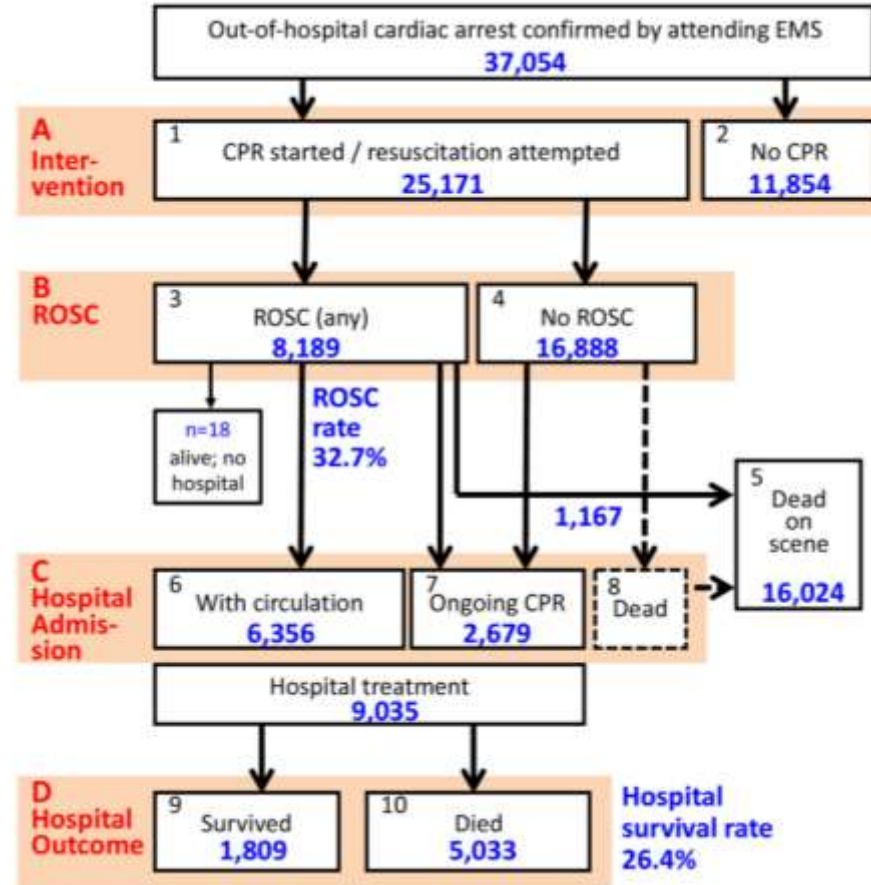 Out-of-hospital cardiac arrest confirmed by attending EMS
37,054
A
Inter-
vention
1
CPR started / resuscitation attempted
25,171
2
No CPR
11,854
B
ROSC
3
ROSC (any)
8,189
4
No ROSC
16,888
n=18
alive; no
hospital
ROSC
rate
32.7%
1,167
5
Dead
on
scene
16,024
C
Hospital
Admis-
sion
6
With circulation
6,356
7
Ongoing CPR
2,679
8
Dead
Hospital treatment
9,035
D
Hospital
Outcome
9
Survived
1,809
10
Died
5,033
Hospital
survival rate
26.4%